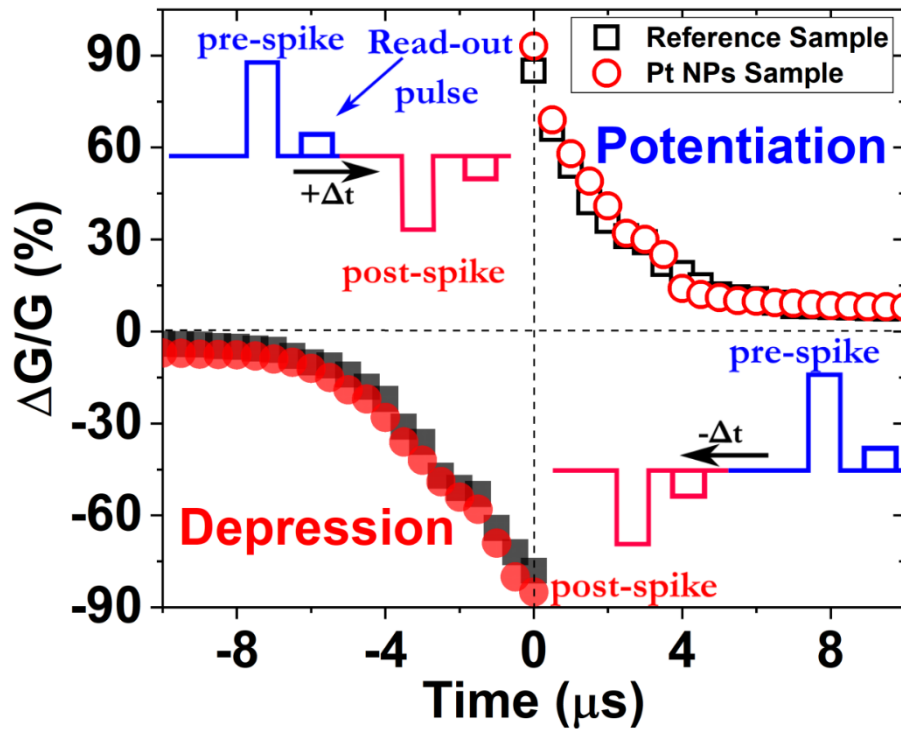 ΔG/G (%)
90
60
30
0
-30
-60
-90
pre-spike
Read-out
pulse
+Δt
post-spike
Reference Sample
Pt NPs Sample
Potentiation
Depression
pre-spike
-Δt
post-spike
-8
-4
0
4
8
Time (μs)